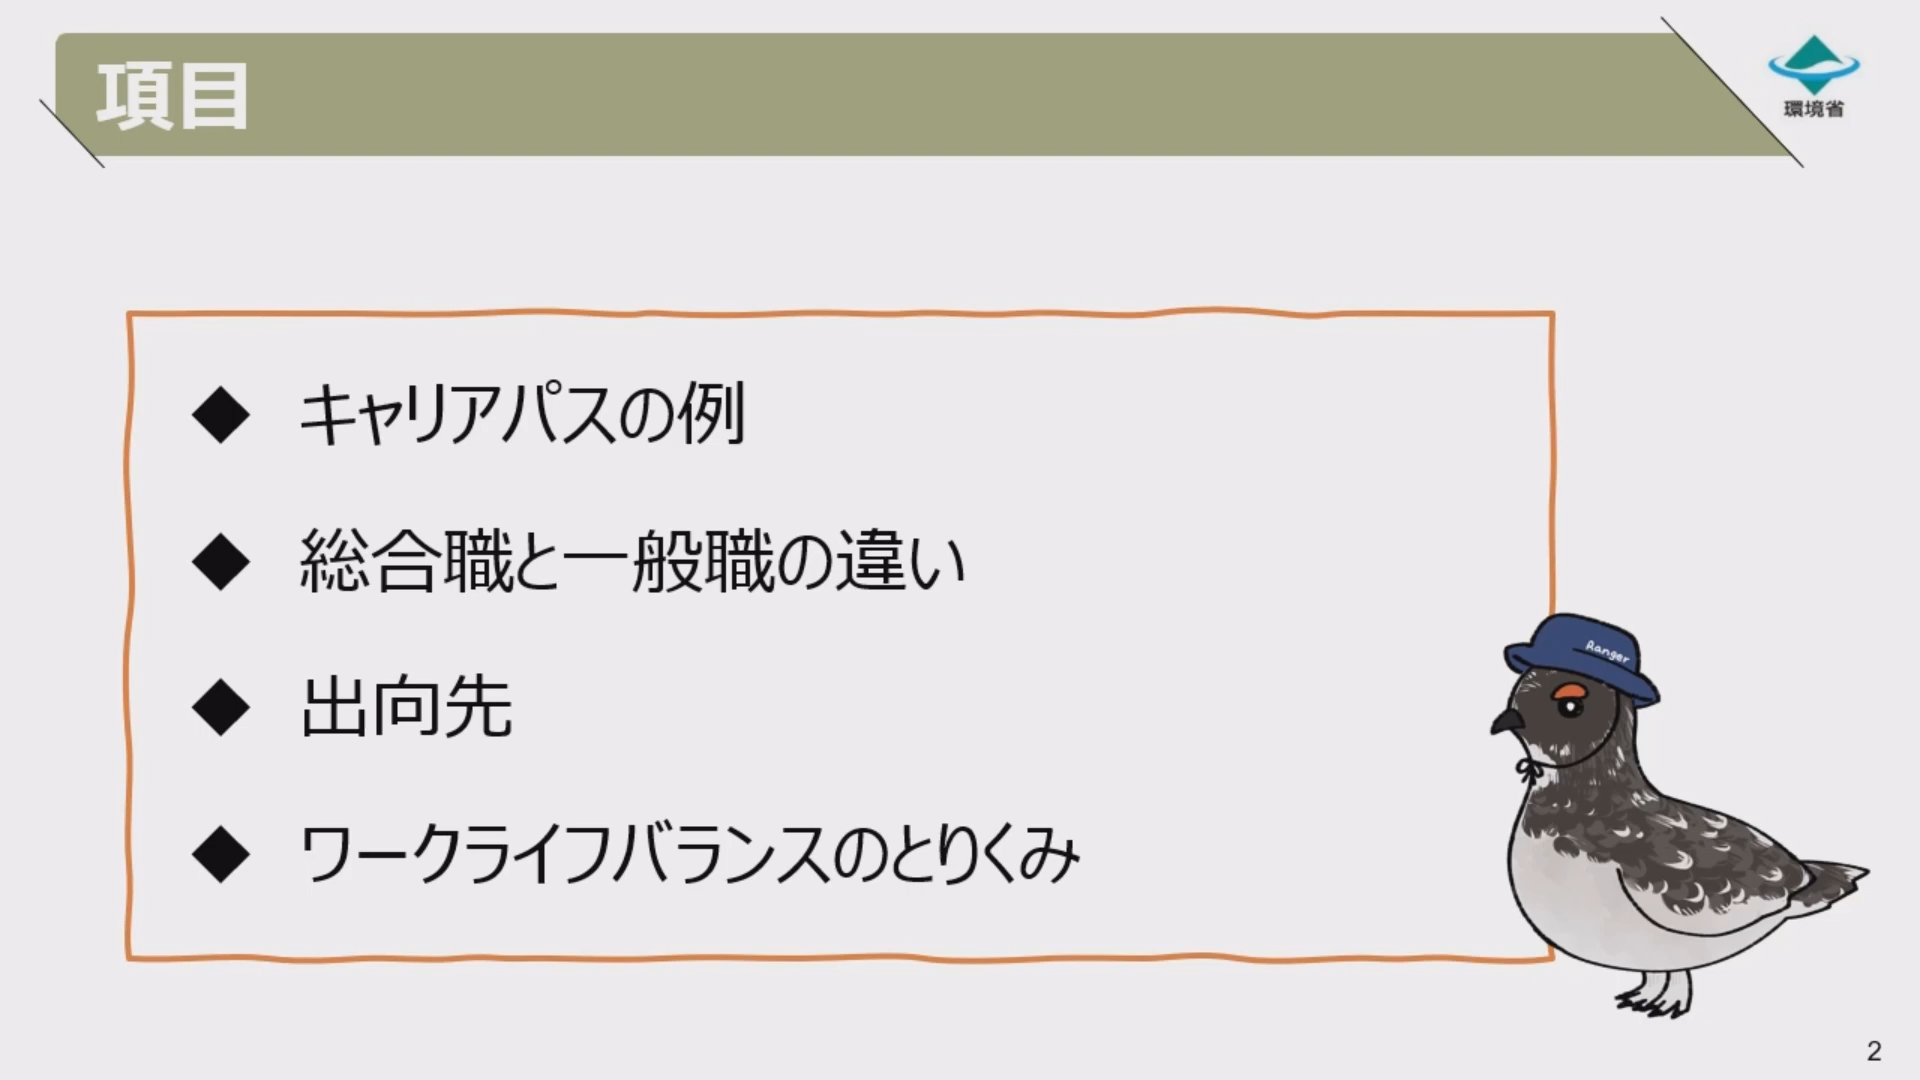 項目
環境省
◆ キャリアパスの例
◆ 総合職と一般職の違い
◆ 出向先
◆ ワークライフバランスのとりくみ
Ranger
2